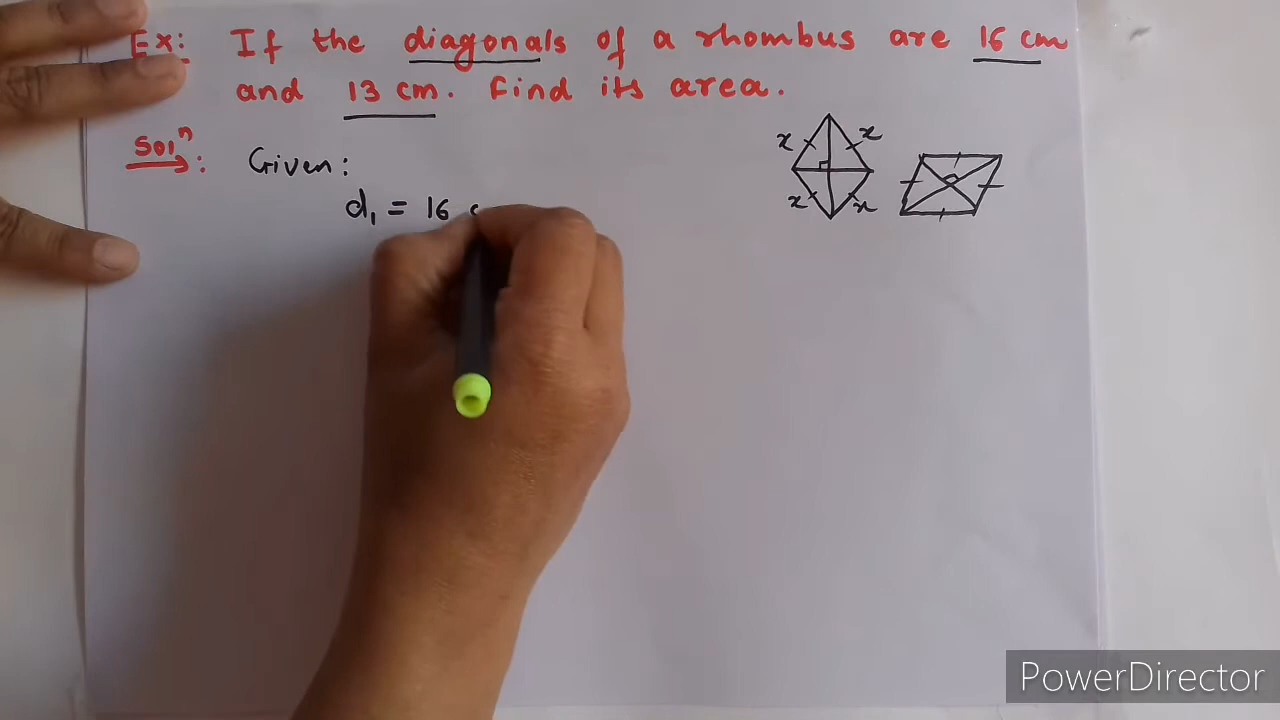 Ex: If the diagonals of a rhombus are 16 cm
and 13 cm. Find its area.
Solⁿ: Given:
d₁ = 16 c
x x
x x
PowerDirector